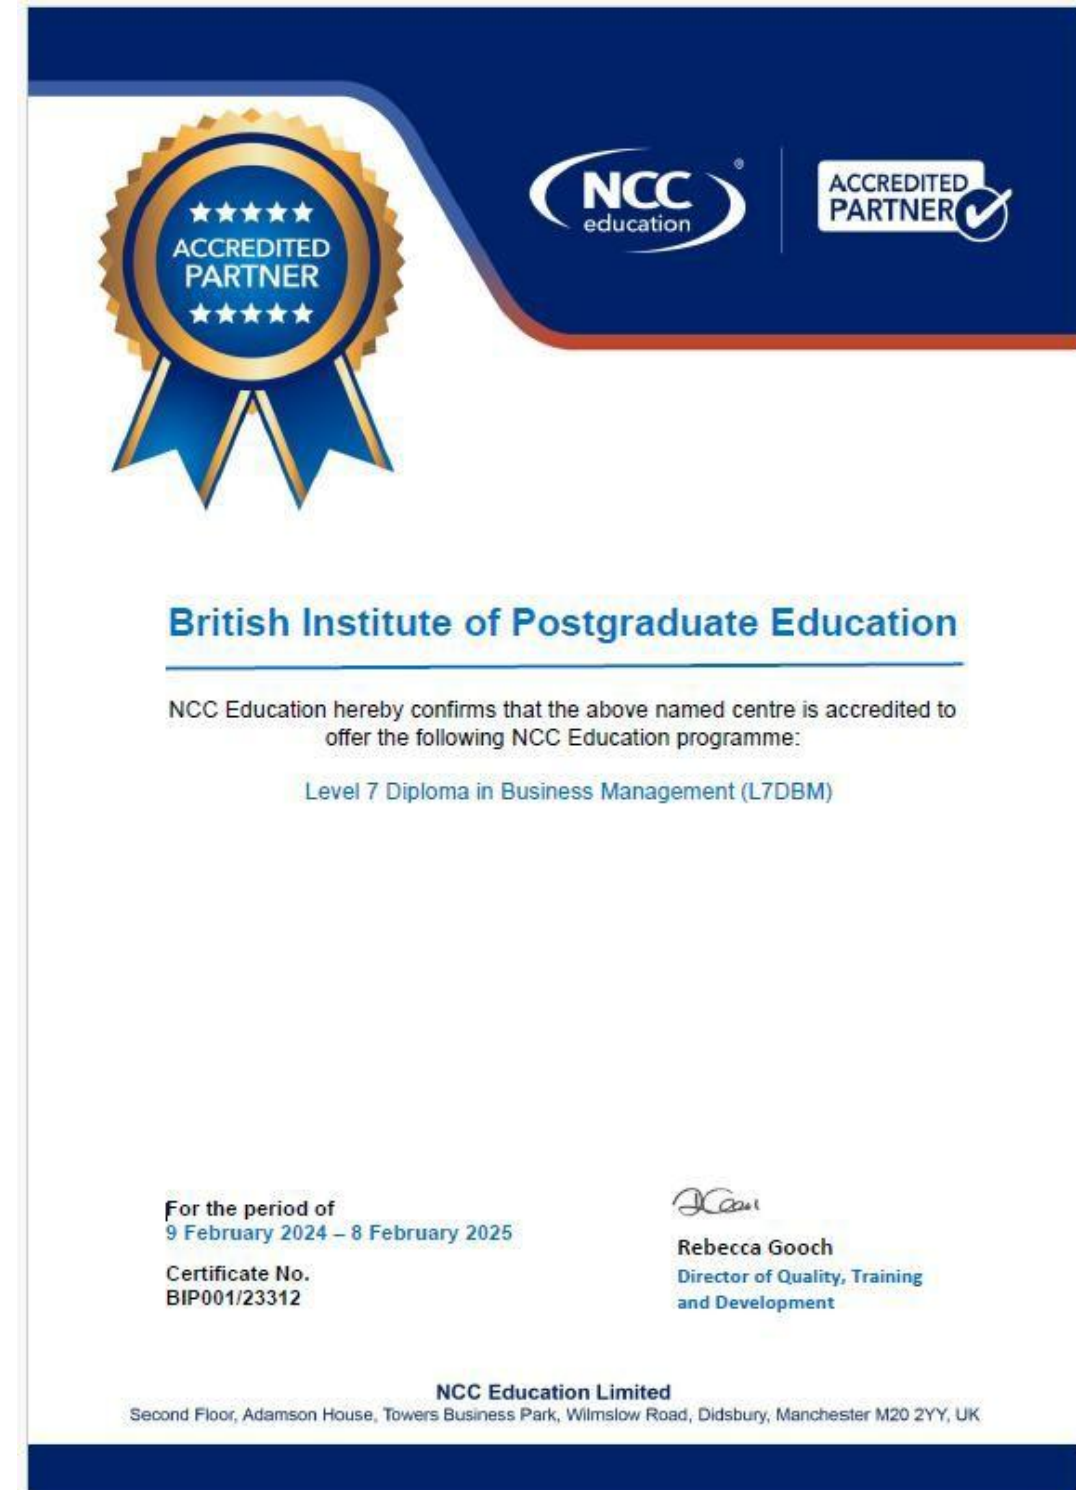 ★★★★★
ACCREDITED
PARTNER
★★★★★
NCC ®
education
ACCREDITED
PARTNER
British Institute of Postgraduate Education
NCC Education hereby confirms that the above named centre is accredited to
offer the following NCC Education programme:
Level 7 Diploma in Business Management (L7DBM)
For the period of
9 February 2024 – 8 February 2025
Certificate No.
BIP001/23312
Rebecca Gooch
Director of Quality, Training
and Development
NCC Education Limited
Second Floor, Adamson House, Towers Business Park, Wilmslow Road, Didsbury, Manchester M20 2YY, UK